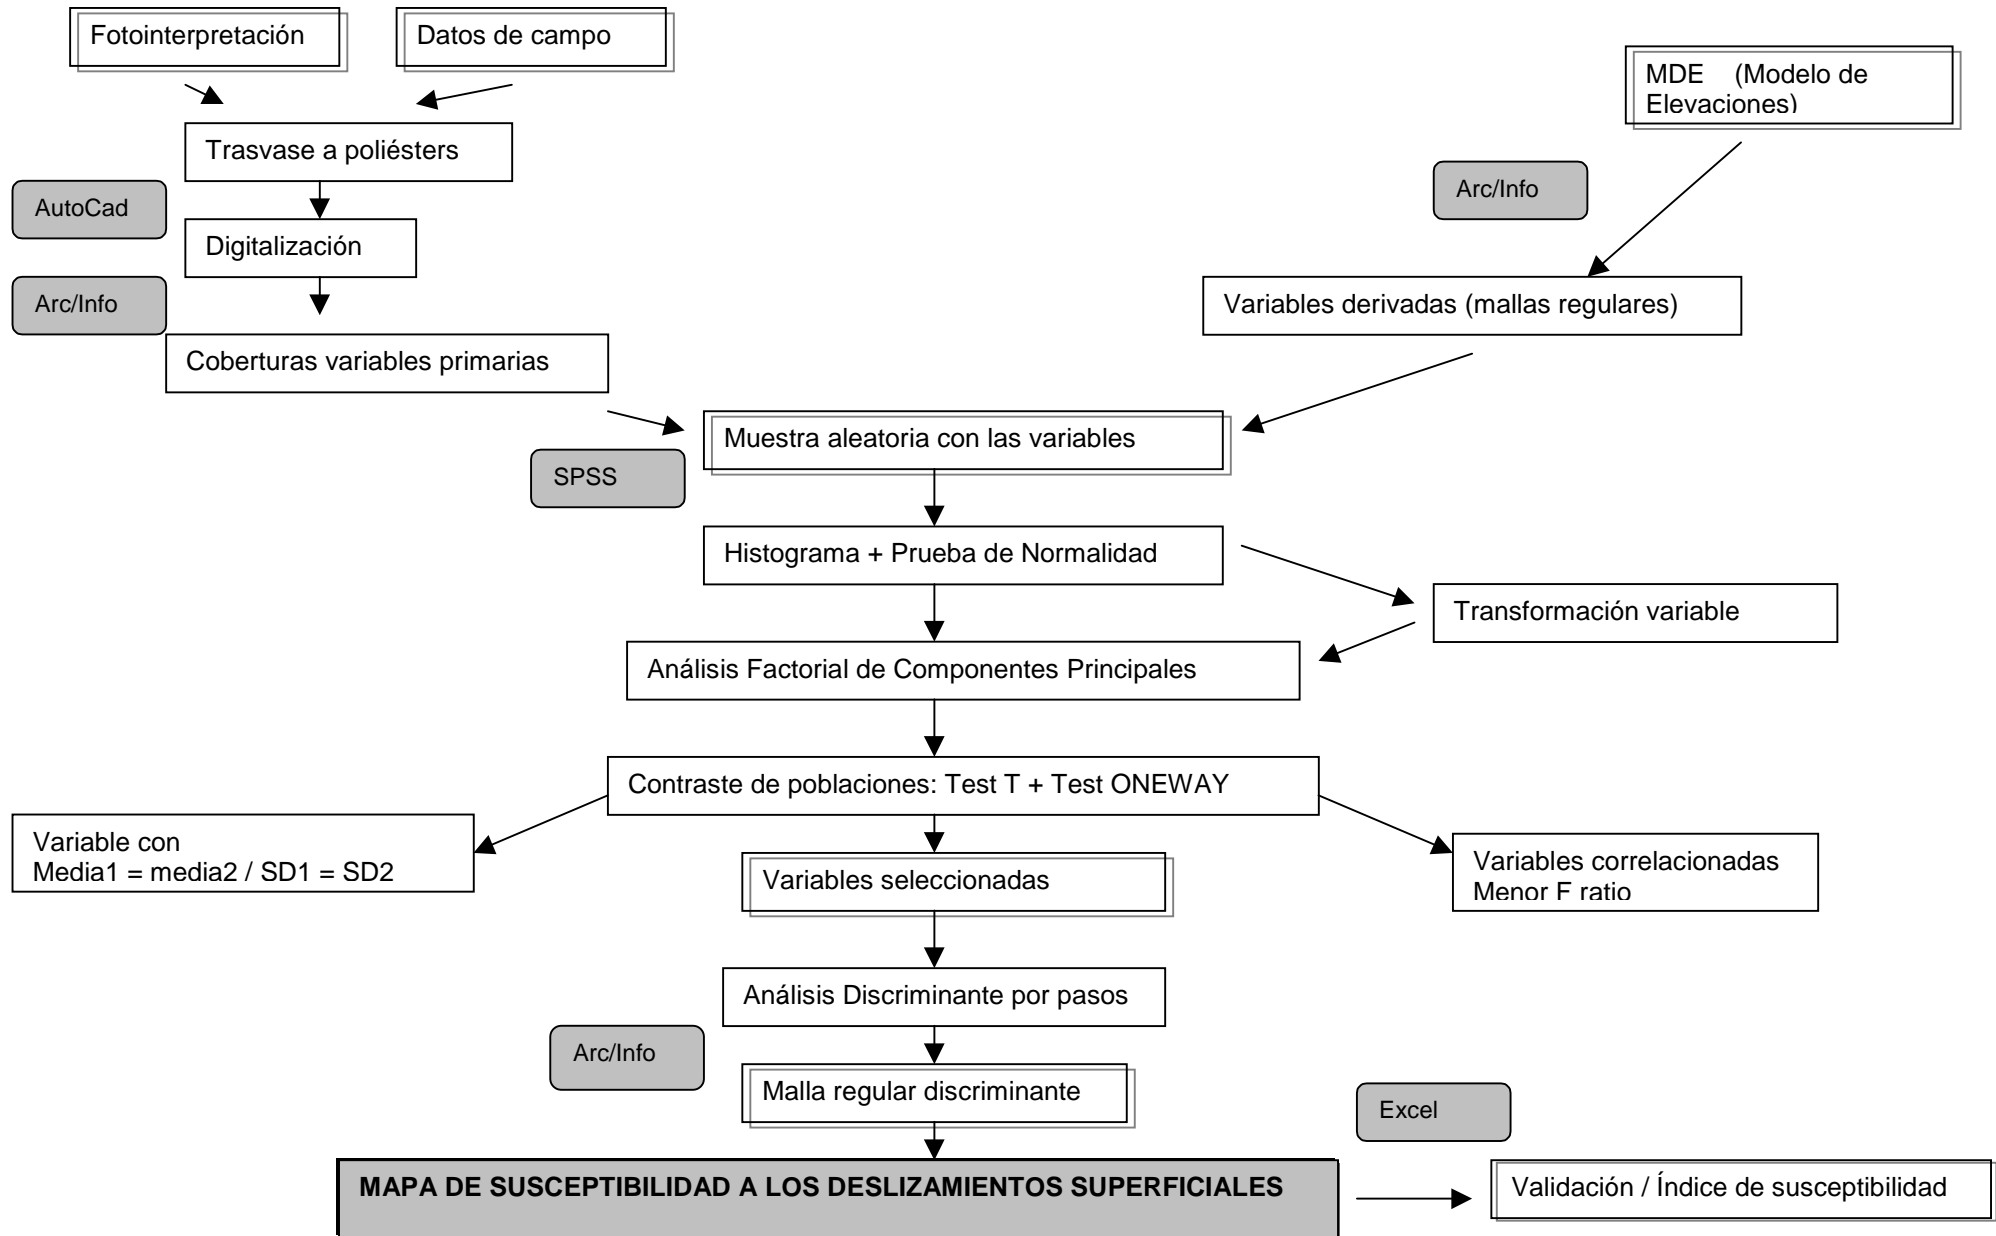 Fotointerpretación
Datos de campo
MDE (Modelo de
Elevaciones)
Trasvase a poliésters
Arc/Info
AutoCad
Digitalización
Arc/Info
Variables derivadas (mallas regulares)
Coberturas variables primarias
Muestra aleatoria con las variables
SPSS
Histograma + Prueba de Normalidad
Transformación variable
Análisis Factorial de Componentes Principales
Contraste de poblaciones: Test T + Test ONEWAY
Variable con
Media1 = media2 / SD1 = SD2
Variables correlacionadas
Menor F ratio
Variables seleccionadas
Análisis Discriminante por pasos
Arc/Info
Malla regular discriminante
Excel
MAPA DE SUSCEPTIBILIDAD A LOS DESLIZAMIENTOS SUPERFICIALES
Validación / Índice de susceptibilidad